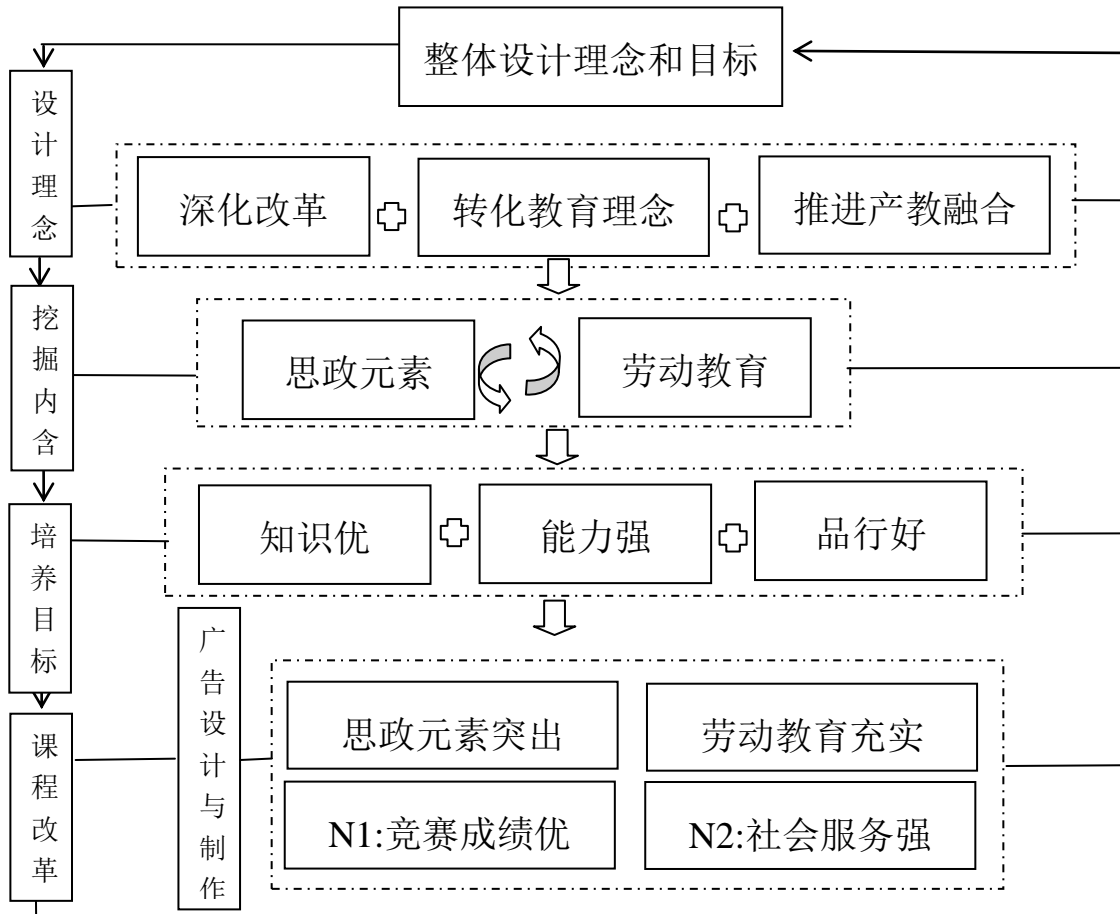 整体设计理念和目标
设计理念
深化改革
转化教育理念
推进产教融合
挖掘内含
思政元素
劳动教育
培养目标
知识优
能力强
品行好
课程改革
广告设计与制作
思政元素突出
劳动教育充实
N1:竞赛成绩优
N2:社会服务强